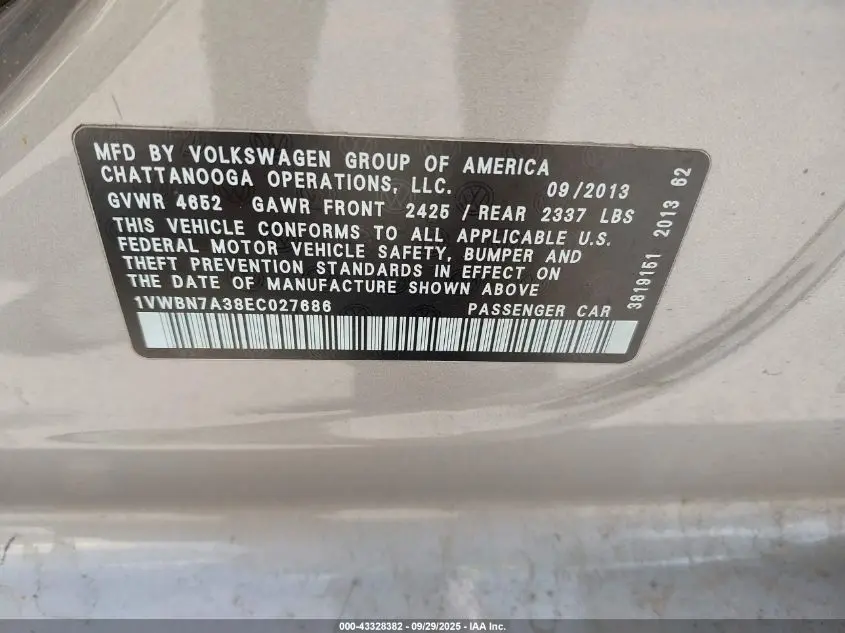 MFD BY VOLKSWAGEN GROUP OF AMERICA
CHATTANOOGA OPERATIONS, LLC. 09/2013
GVWR 4652 GAWR FRONT 2425 / REAR 2337 LBS
THIS VEHICLE CONFORMS TO ALL APPLICABLE U.S.
FEDERAL MOTOR VEHICLE SAFETY, BUMPER AND
THEFT PREVENTION STANDARDS IN EFFECT ON
THE DATE OF MANUFACTURE SHOWN ABOVE
1VWBN7A38EC027686 PASSENGER CAR
3819161 2013 62
000-43328382 - 09/29/2025 - IAA Inc.